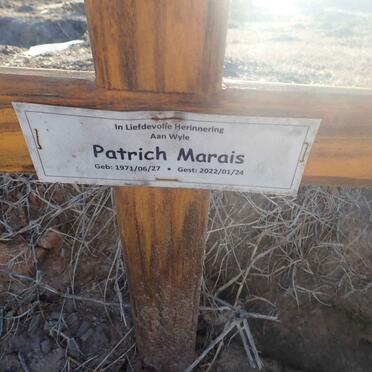 In Liefdevolle Herinnering
Aan Wyle
Patrich Marais
Geb: 1971/06/27 • Gest: 2022/01/24